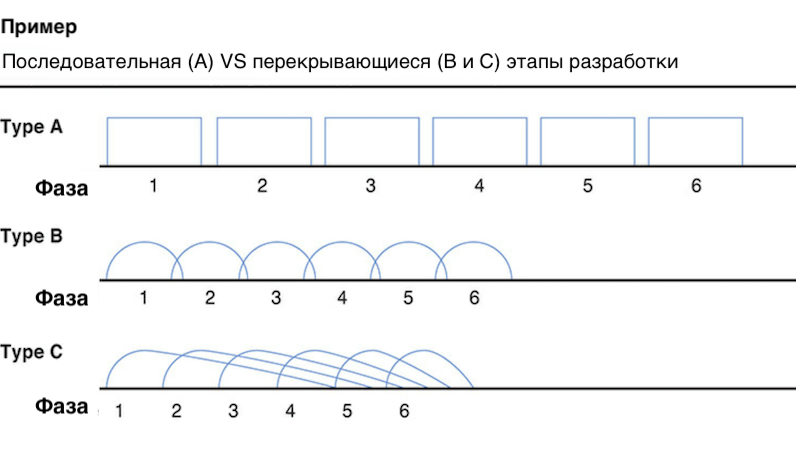 Пример
Последовательная (A) VS перекрывающиеся (B и C) этапы разработки
Type A
Фаза 1 2 3 4 5 6
Type B
Фаза 1 2 3 4 5 6
Type C
Фаза 1 2 3 4 5 6